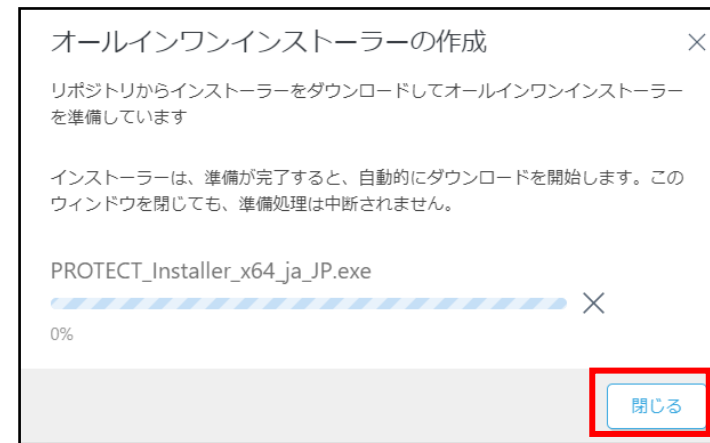 オールインワンインストーラーの作成
リポジトリからインストーラーをダウンロードしてオールインワンインストーラー
を準備しています
インストーラーは、準備が完了すると、自動的にダウンロードを開始します。この
ウィンドウを閉じても、準備処理は中断されません。
PROTECT_Installer_x64_ja_JP.exe
0%
閉じる